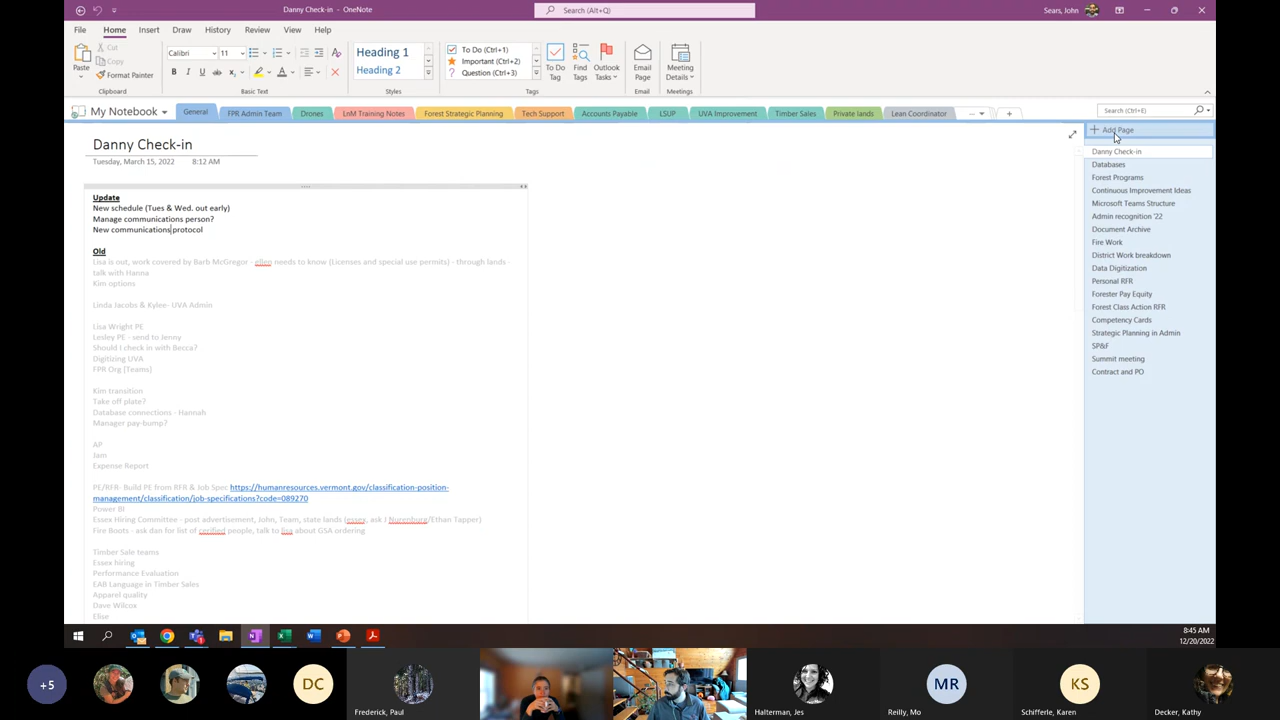 Danny Check-in - OneNote
Search (Alt+Q)
Sears, John
File Home Insert Draw History Review View Help
Paste
Cut
Copy
Format Painter
Clipboard
Calibri 11
B I U ab x A
Basic Text
Heading 1
Heading 2
Styles
To Do (Ctrl+1)
Important (Ctrl+2)
Question (Ctrl+3)
To Do Tag
Find Tags
Outlook Tasks
Tags
Email Page
Email
Meeting Details
Meetings
My Notebook
General FPR Admin Team Drones LnM Training Notes Forest Strategic Planning Tech Support Accounts Payable LSUP UVA Improvement Timber Sales Private lands Lean Coordinator ... +
Search (Ctrl+E)
Danny Check-in
Tuesday, March 15, 2022 8:12 AM
Update
New schedule (Tues & Wed. out early)
Manage communications person?
New communications protocol
Old
Lisa is out, work covered by Barb McGregor - ellen needs to know (Licenses and special use permits) - through lands
talk with Hanna
Kim options
Linda Jacobs & Kylee- UVA Admin
Lisa Wright PE
Lesley PE - send to Jenny
Should I check in with Becca?
Digitizing UVA
FPR Org (Teams)
Kim transition
Take off plate?
Database connections - Hannah
Manager pay-bump?
AP
Jam
Expense Report
PE/RFR- Build PE from RFR & Job Spec https://humanresources.vermont.gov/classification-position-
management/classification/job-specifications?code=089270
Power BI
Essex Hiring Committee - post advertisement, John, Team, state lands (essex, ask J Nurenburg/Ethan Tapper)
Fire Boots - ask dan for list of cerified people, talk to lisa about GSA ordering
Timber Sale teams
Essex hiring
Performance Evaluation
EAB Language in Timber Sales
Apparel quality
Dave Wilcox
Elise
Add Page
Danny Check-in
Databases
Forest Programs
Continuous Improvement Ideas
Microsoft Teams Structure
Admin recognition '22
Document Archive
Fire Work
District Work breakdown
Data Digitization
Personal RFR
Forester Pay Equity
Forest Class Action RFR
Competency Cards
Strategic Planning in Admin
SP&F
Summit meeting
Contract and PO
8:45 AM
12/20/2022
+5
DC
Frederick, Paul
Halterman, Jes
MR
Reilly, Mo
KS
Schifferle, Karen
Decker, Kathy